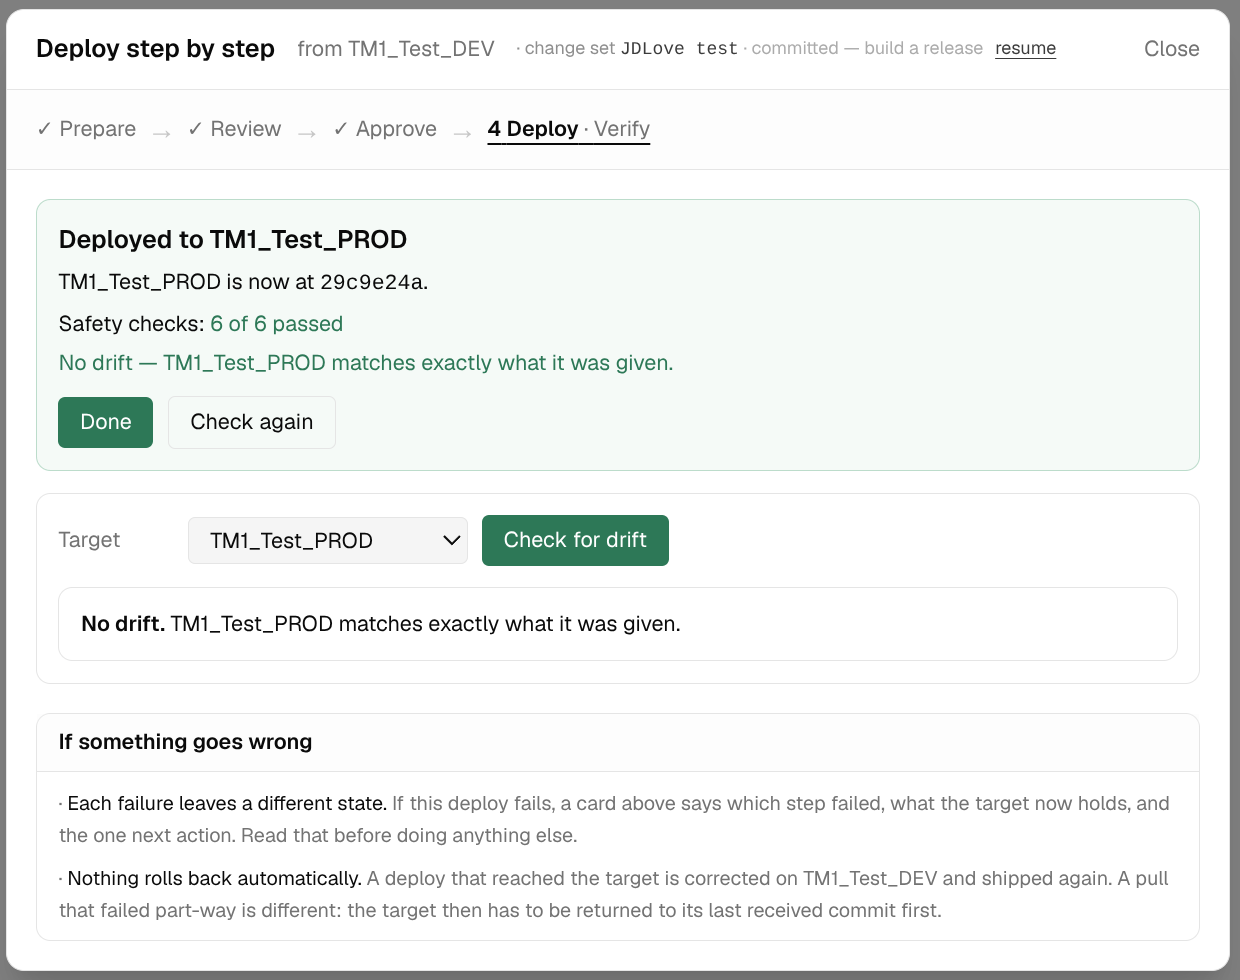 Deploy step by step from TM1_Test_DEV · change set JDLove test · committed — build a release resume Close
✓ Prepare → ✓ Review → ✓ Approve → 4 Deploy · Verify
Deployed to TM1_Test_PROD
TM1_Test_PROD is now at 29c9e24a.
Safety checks: 6 of 6 passed
No drift — TM1_Test_PROD matches exactly what it was given.
Done Check again
Target TM1_Test_PROD Check for drift
No drift. TM1_Test_PROD matches exactly what it was given.
If something goes wrong
· Each failure leaves a different state. If this deploy fails, a card above says which step failed, what the target now holds, and
the one next action. Read that before doing anything else.
· Nothing rolls back automatically. A deploy that reached the target is corrected on TM1_Test_DEV and shipped again. A pull
that failed part-way is different: the target then has to be returned to its last received commit first.